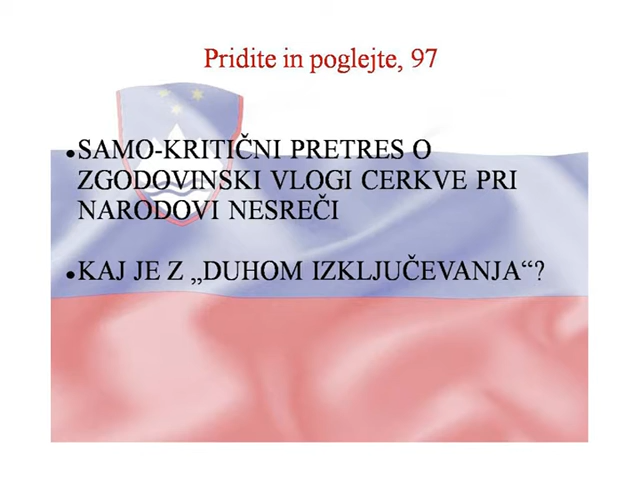 Pridite in poglejte, 97
•SAMO-KRITIČNI PRETRES O
ZGODOVINSKI VLOGI CERKVE PRI
NARODOVI NESREČI
•KAJ JE Z „DUHOM IZKLJUČEVANJA“?